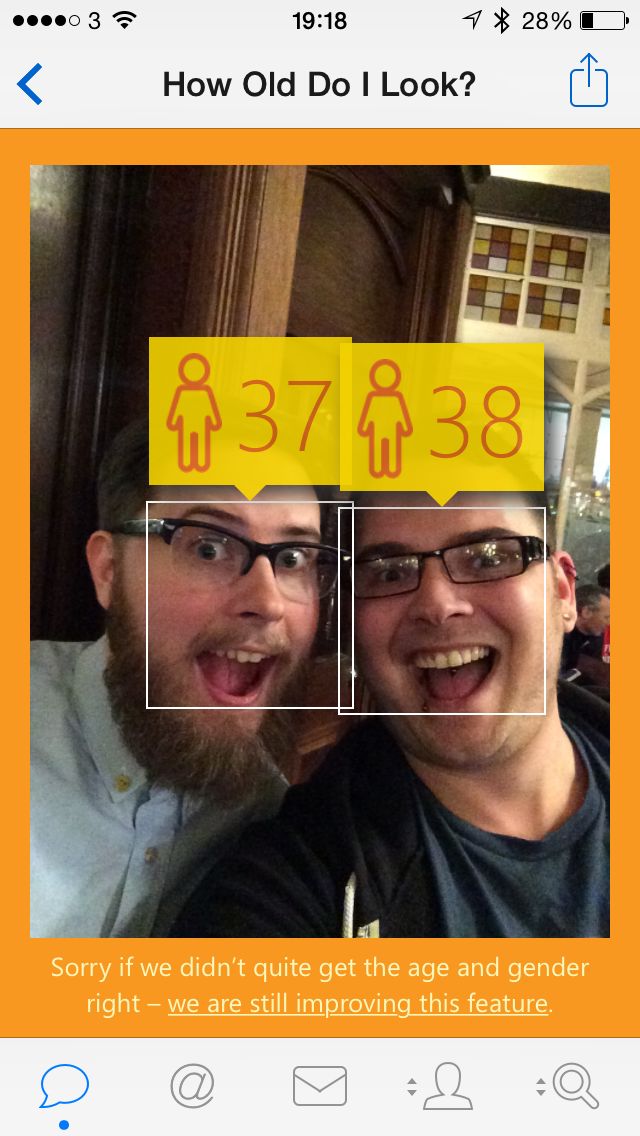 3 19:18 28%
How Old Do I Look?
37 38
Sorry if we didn't quite get the age and gender
right – we are still improving this feature.
@